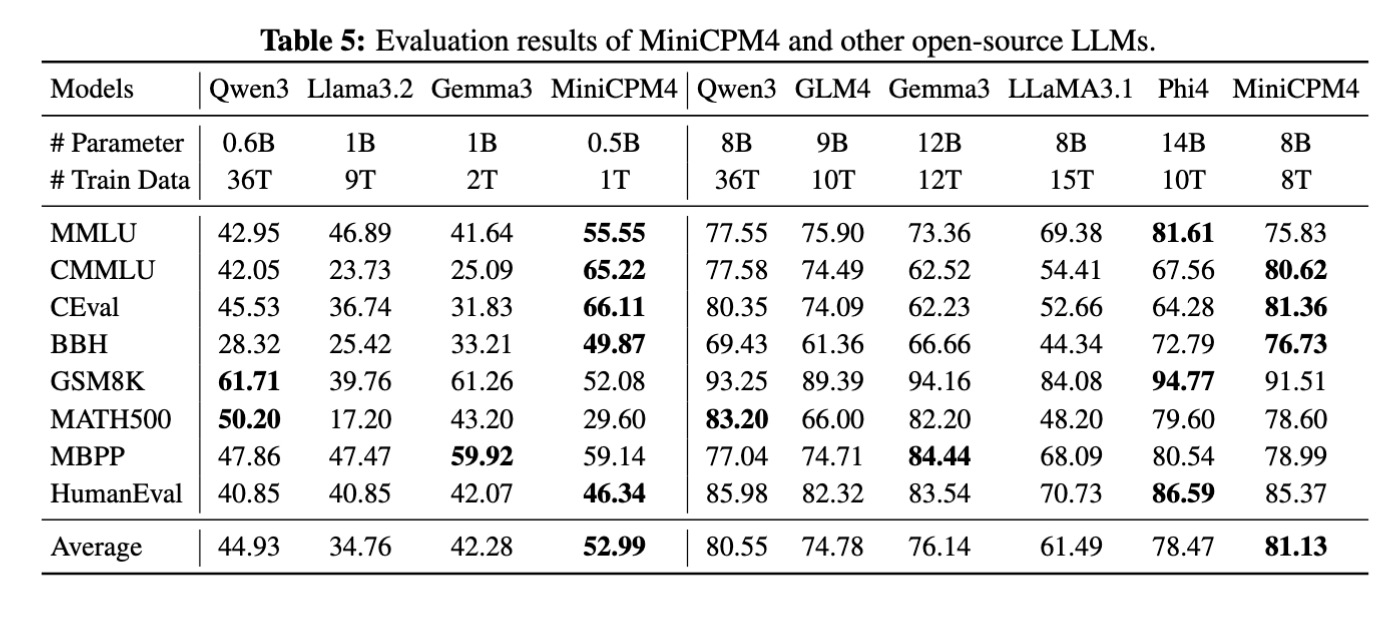 Table 5: Evaluation results of MiniCPM4 and other open-source LLMs.
Models Qwen3 Llama3.2 Gemma3 MiniCPM4 Qwen3 GLM4 Gemma3 LLaMA3.1 Phi4 MiniCPM4
# Parameter 0.6B 1B 1B 0.5B 8B 9B 12B 8B 14B 8B
# Train Data 36T 9T 2T 1T 36T 10T 12T 15T 10T 8T
MMLU 42.95 46.89 41.64 55.55 77.55 75.90 73.36 69.38 81.61 75.83
CMMLU 42.05 23.73 25.09 65.22 77.58 74.49 62.52 54.41 67.56 80.62
CEval 45.53 36.74 31.83 66.11 80.35 74.09 62.23 52.66 64.28 81.36
BBH 28.32 25.42 33.21 49.87 69.43 61.36 66.66 44.34 72.79 76.73
GSM8K 61.71 39.76 61.26 52.08 93.25 89.39 94.16 84.08 94.77 91.51
MATH500 50.20 17.20 43.20 29.60 83.20 66.00 82.20 48.20 79.60 78.60
MBPP 47.86 47.47 59.92 59.14 77.04 74.71 84.44 68.09 80.54 78.99
HumanEval 40.85 40.85 42.07 46.34 85.98 82.32 83.54 70.73 86.59 85.37
Average 44.93 34.76 42.28 52.99 80.55 74.78 76.14 61.49 78.47 81.13